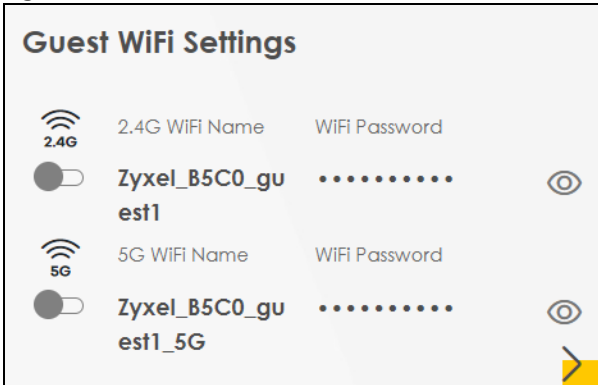 Guest WiFi Settings
2.4G WiFi Name WiFi Password
2.4G
Zyxel_B5C0_gu ••••••••••
est1
5G WiFi Name WiFi Password
5G
Zyxel_B5C0_gu ••••••••••
est1_5G